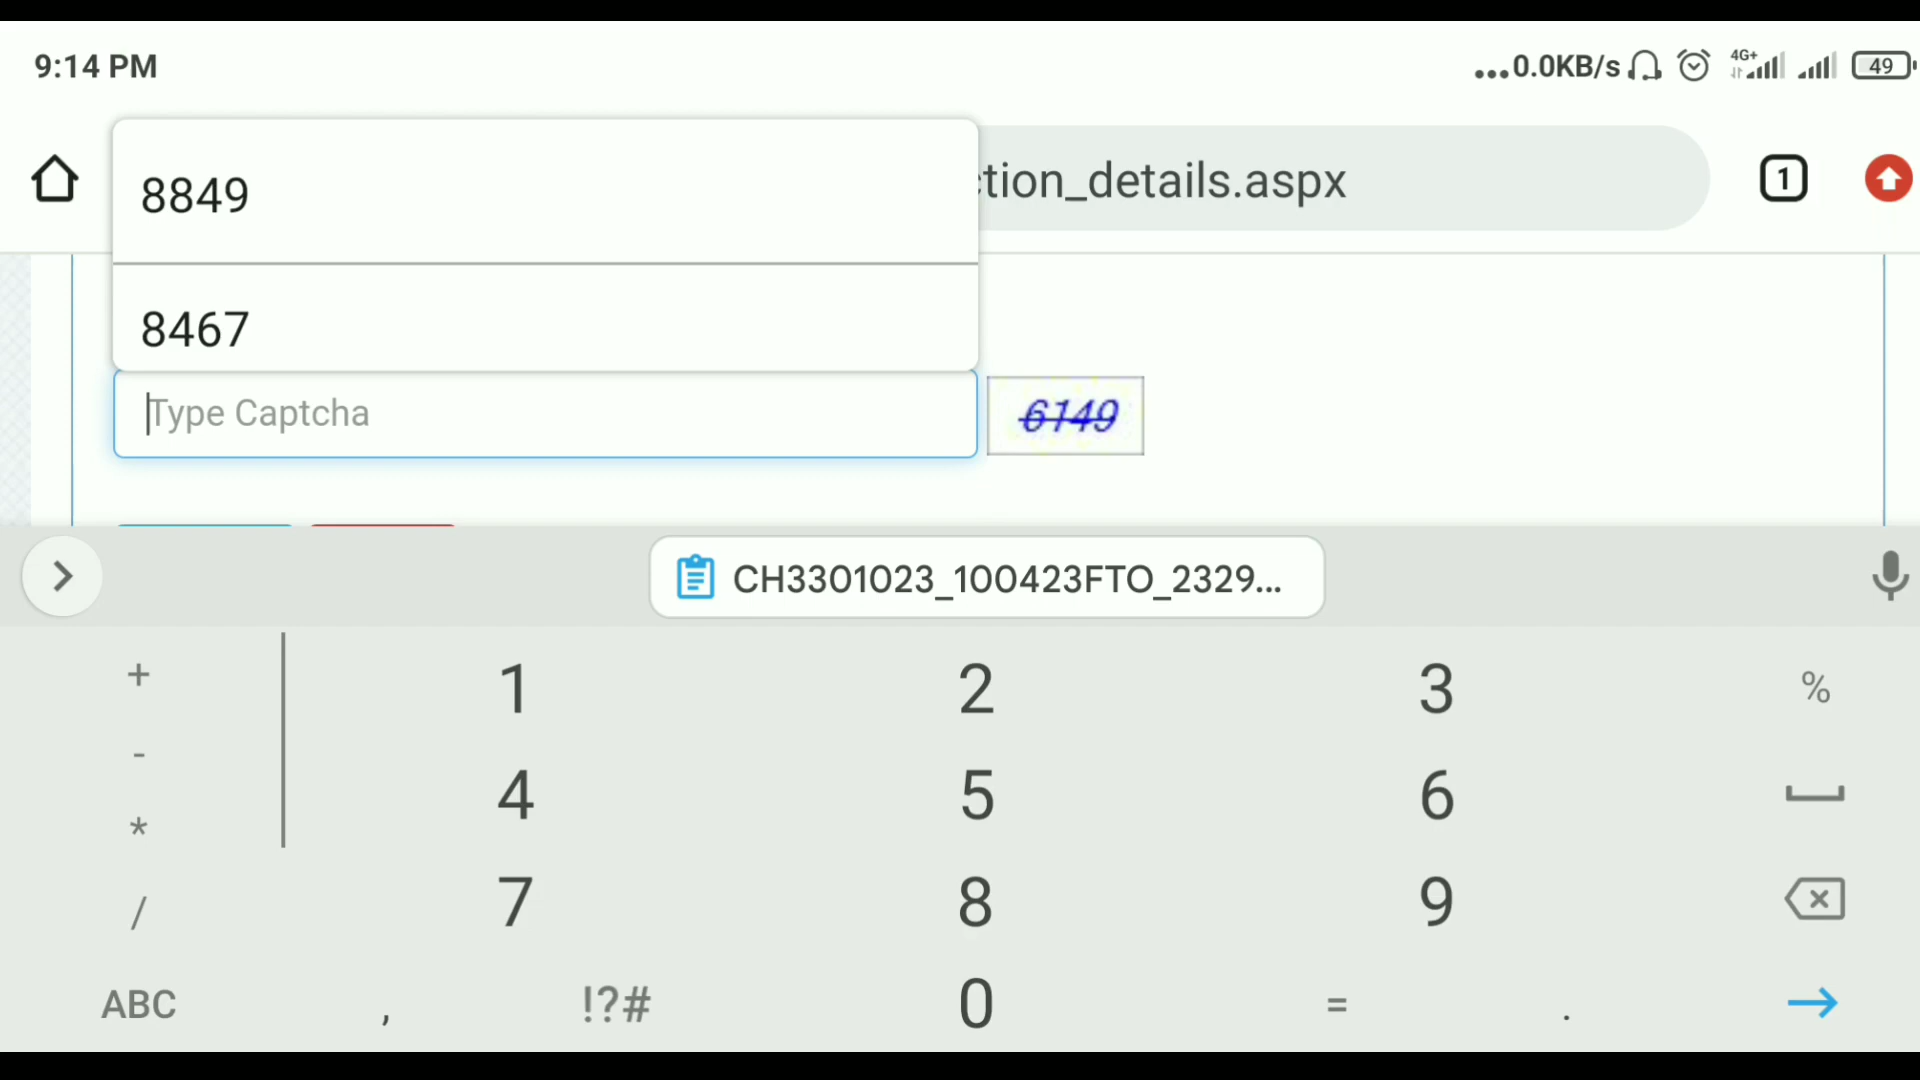 9:14 PM
...0.0KB/s 4G+ 49
8849
tion_details.aspx
1
8467
Type Captcha
6149
CH3301023_100423FTO_2329...
+ 1 2 3 %
- 4 5 6
*
/ 7 8 9
ABC , !?# 0 = .